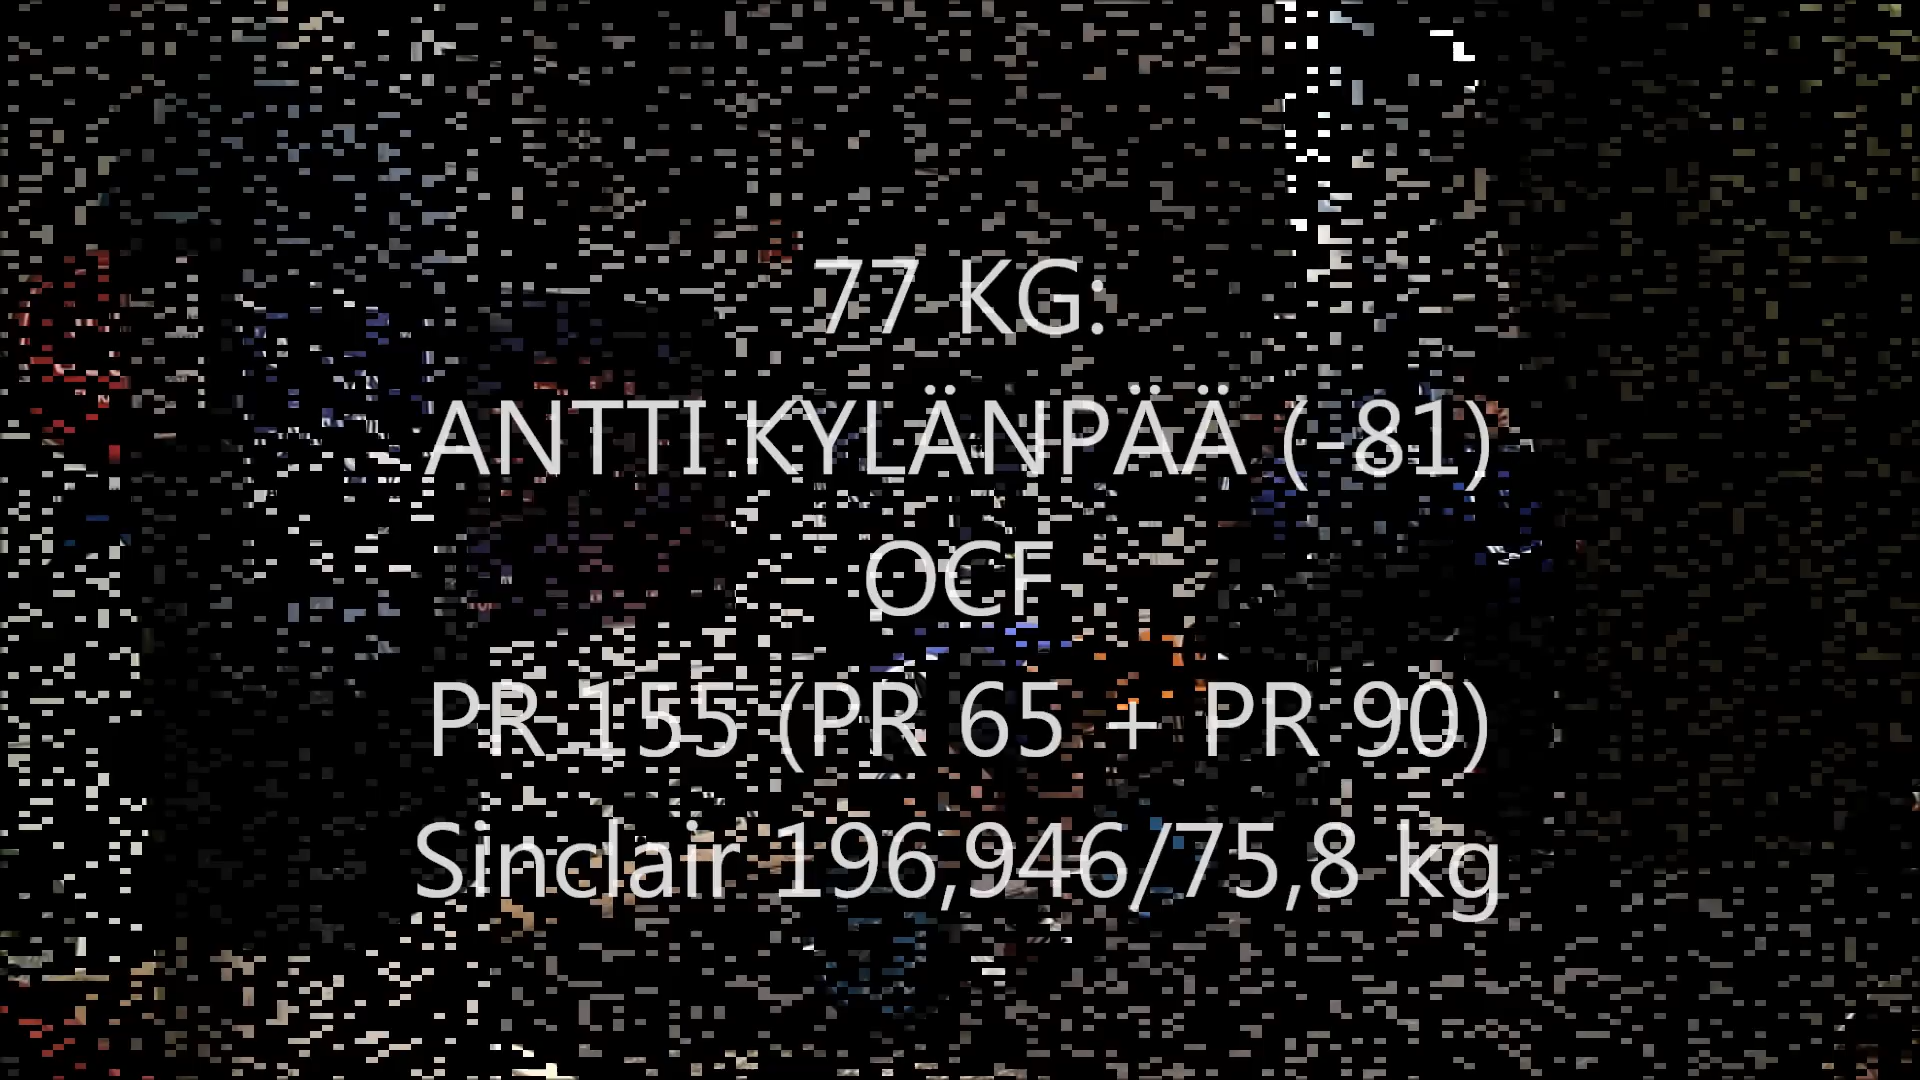 77 KG:
ANTTI KYLÄNPÄÄ (-81)
OCF
PR 155 (PR 65 + PR 90)
Sinclair 196,946/75,8 kg